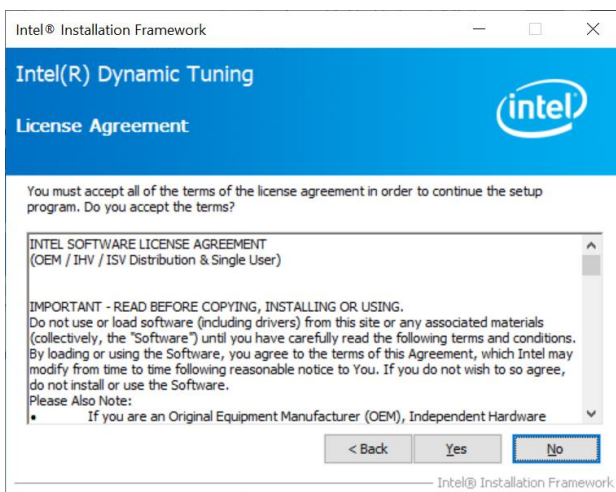 Intel® Installation Framework
Intel(R) Dynamic Tuning
intel
License Agreement
You must accept all of the terms of the license agreement in order to continue the setup
program. Do you accept the terms?
INTEL SOFTWARE LICENSE AGREEMENT
(OEM / IHV / ISV Distribution & Single User)
IMPORTANT - READ BEFORE COPYING, INSTALLING OR USING.
Do not use or load software (including drivers) from this site or any associated materials
(collectively, the "Software") until you have carefully read the following terms and conditions.
By loading or using the Software, you agree to the terms of this Agreement, which Intel may
modify from time to time following reasonable notice to You. If you do not wish to so agree,
do not install or use the Software.
Please Also Note:
• If you are an Original Equipment Manufacturer (OEM), Independent Hardware
< Back Yes No
Intel® Installation Framework